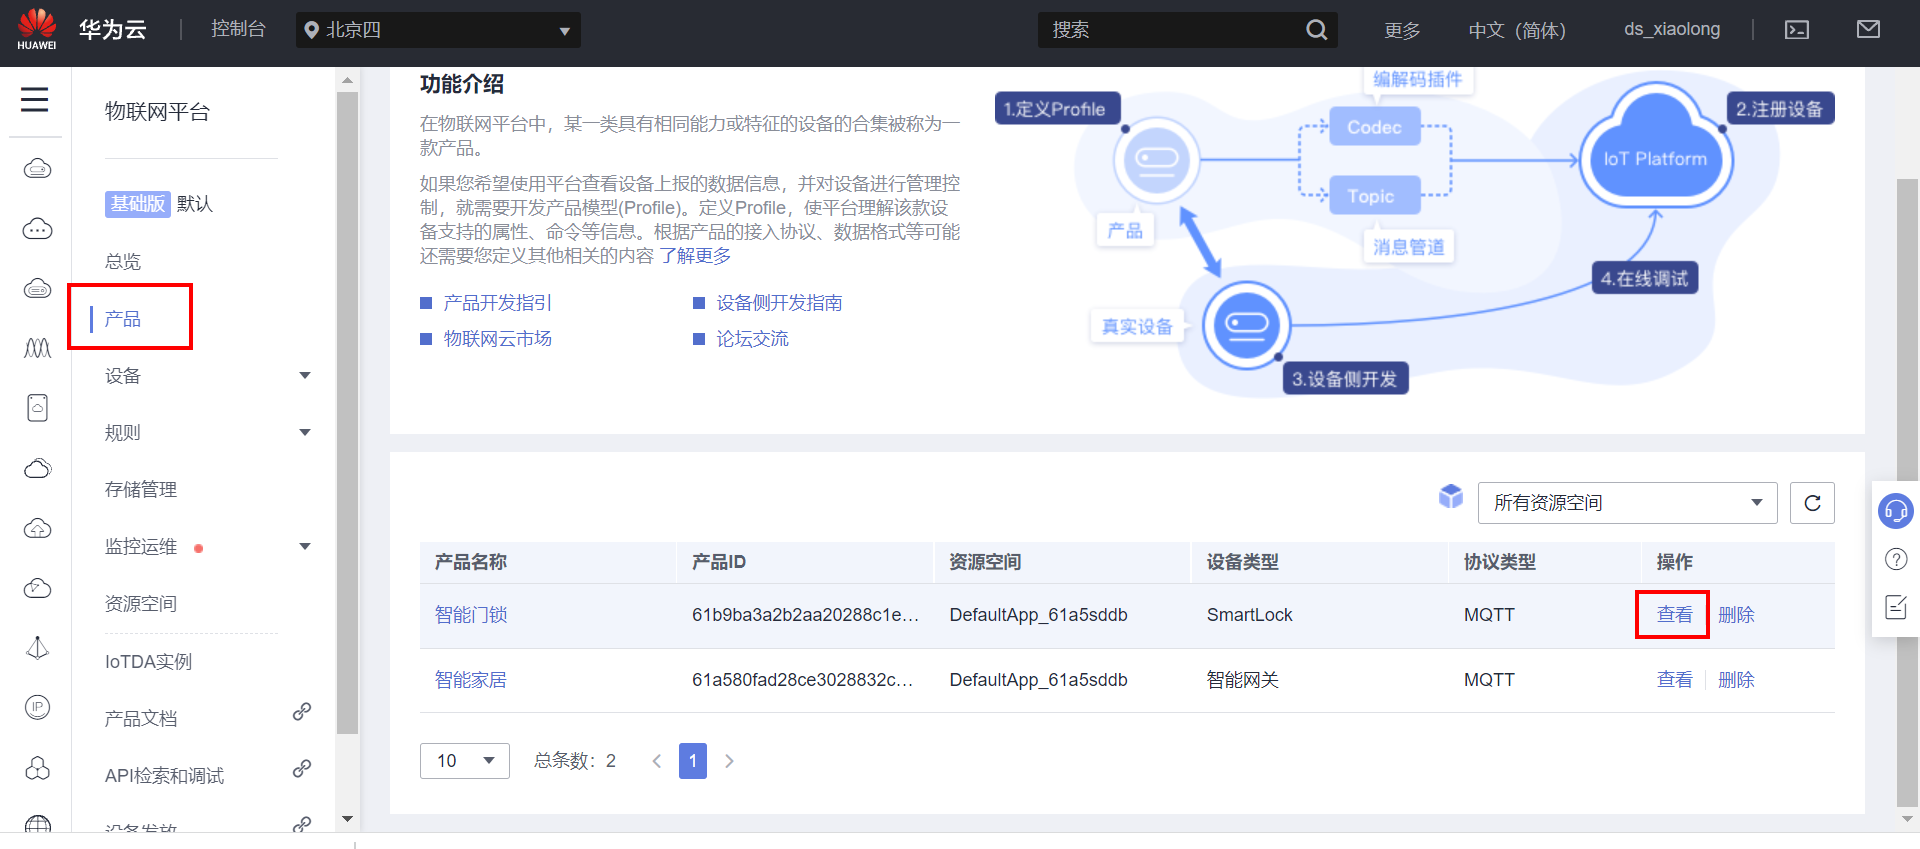 HUAWEI
华为云
控制台
北京四
搜索
更多
中文（简体）
ds_xiaolong
物联网平台
基础版 默认
总览
产品
设备
规则
存储管理
监控运维
资源空间
IoTDA实例
产品文档
API检索和调试
设备发放
IP
功能介绍
在物联网平台中，某一类具有相同能力或特征的设备的合集被称为一
款产品。
如果您希望使用平台查看设备上报的数据信息，并对设备进行管理控
制，就需要开发产品模型(Profile)。定义Profile，使平台理解该款设
备支持的属性、命令等信息。根据产品的接入协议、数据格式等可能
还需要您定义其他相关的内容 了解更多
产品开发指引
设备侧开发指南
物联网云市场
论坛交流
1.定义Profile
编解码插件
Codec
2.注册设备
IoT Platform
Topic
产品
消息管道
4.在线调试
真实设备
3.设备侧开发
所有资源空间
产品名称 产品ID 资源空间 设备类型 协议类型 操作
智能门锁 61b9ba3a2b2aa20288c1e... DefaultApp_61a5sddb SmartLock MQTT 查看 删除
智能家居 61a580fad28ce3028832c... DefaultApp_61a5sddb 智能网关 MQTT 查看 删除
10 总条数：2 < 1 >